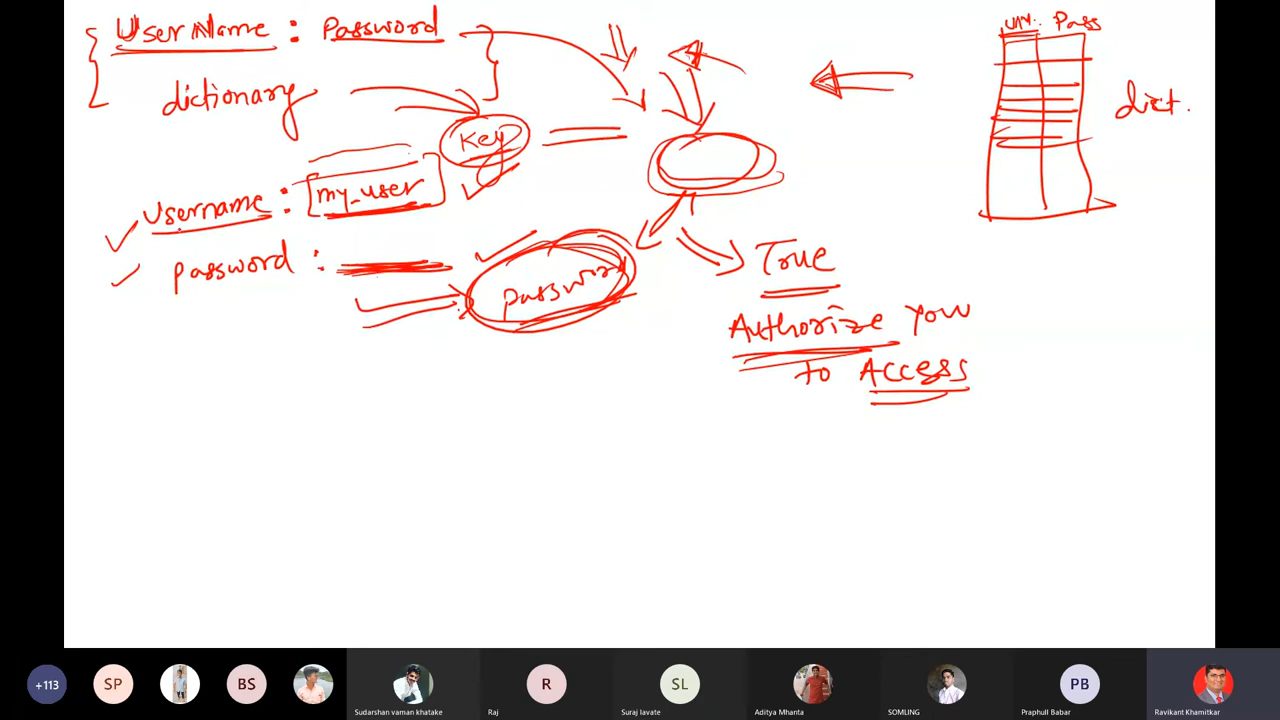 UserName : Password
dictionary
Key
Username : [my_user]
password :
password
True
Authorize you
to Access
UN.. Pass
dict.
+113
SP
BS
Sudarshan vaman khatake
R
Raj
SL
Suraj lavate
Aditya Mhanta
SOMLING
PB
Praphull Babar
Ravikant Khamitkar